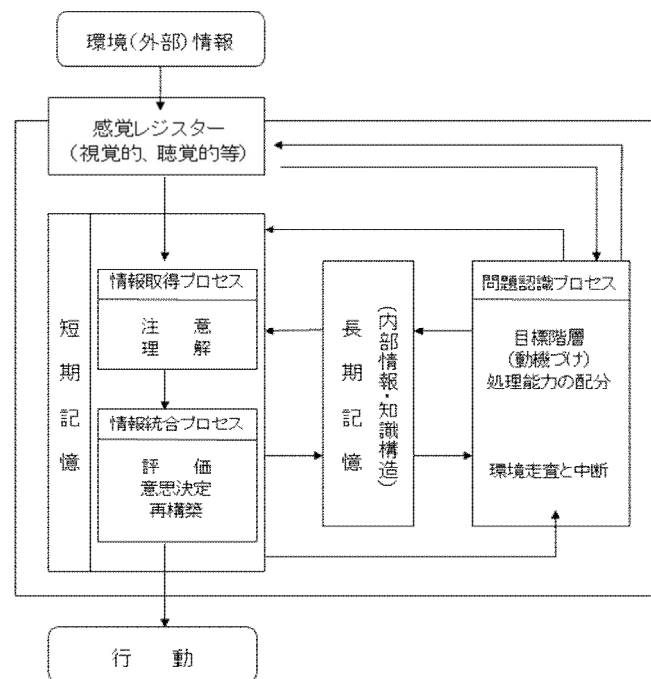 環境(外部)情報
感覚レジスター
(視覚的、聴覚的等)
短期記憶
情報取得プロセス
注 意
理 解
情報統合プロセス
評 価
意思決定
再構築
長期記憶
(内部情報・知識構造)
問題認識プロセス
目標階層
(動機づけ)
処理能力の配分
環境走査と中断
行 動